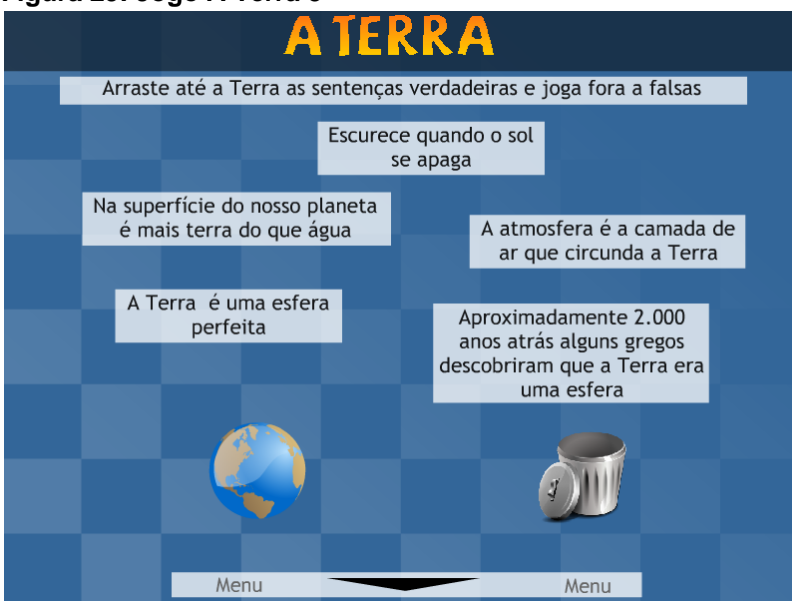 A TERRA
Arraste até a Terra as sentenças verdadeiras e joga fora a falsas
Escurece quando o sol
se apaga
Na superfície do nosso planeta
é mais terra do que água
A atmosfera é a camada de
ar que circunda a Terra
A Terra é uma esfera
perfeita
Aproximadamente 2.000
anos atrás alguns gregos
descobriram que a Terra era
uma esfera
Menu
Menu